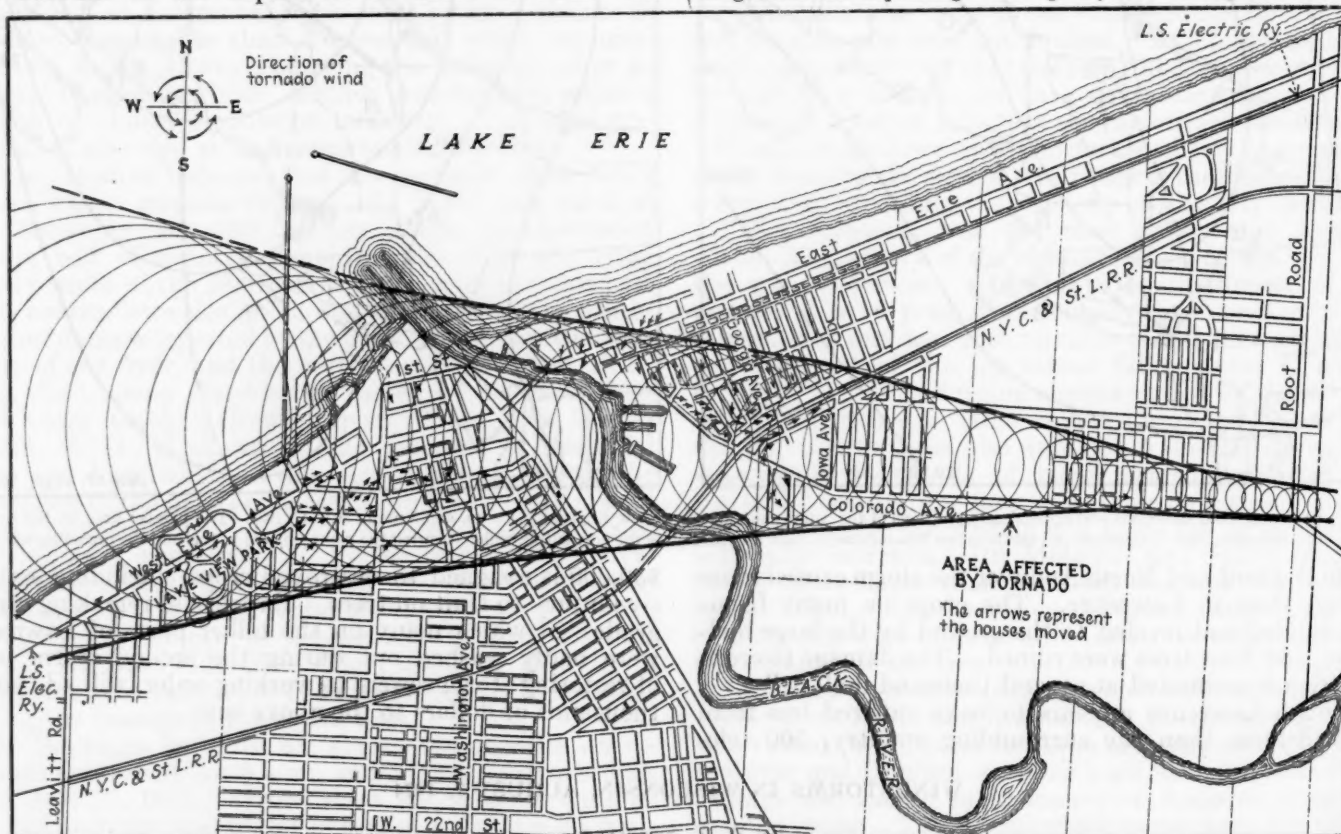 L.S. Electric Ry.
N
W E
S
Direction of
tornado wind
LAKE ERIE
East Erie Ave.
N.Y.C. & St. L.R.R.
Root Road
1st St.
Iowa Ave.
Colorado Ave.
West Erie Ave.
LAKE VIEW PARK
AREA AFFECTED
BY TORNADO
The arrows represent
the houses moved
L.S.
Elec.
Ry.
Leavitt Rd.
N.Y.C. & St. L.R.R.
Washington Ave.
BLACK RIVER
W. 22nd St.